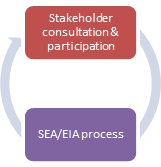 Stakeholder
consultation &
participation
SEA/EIA process